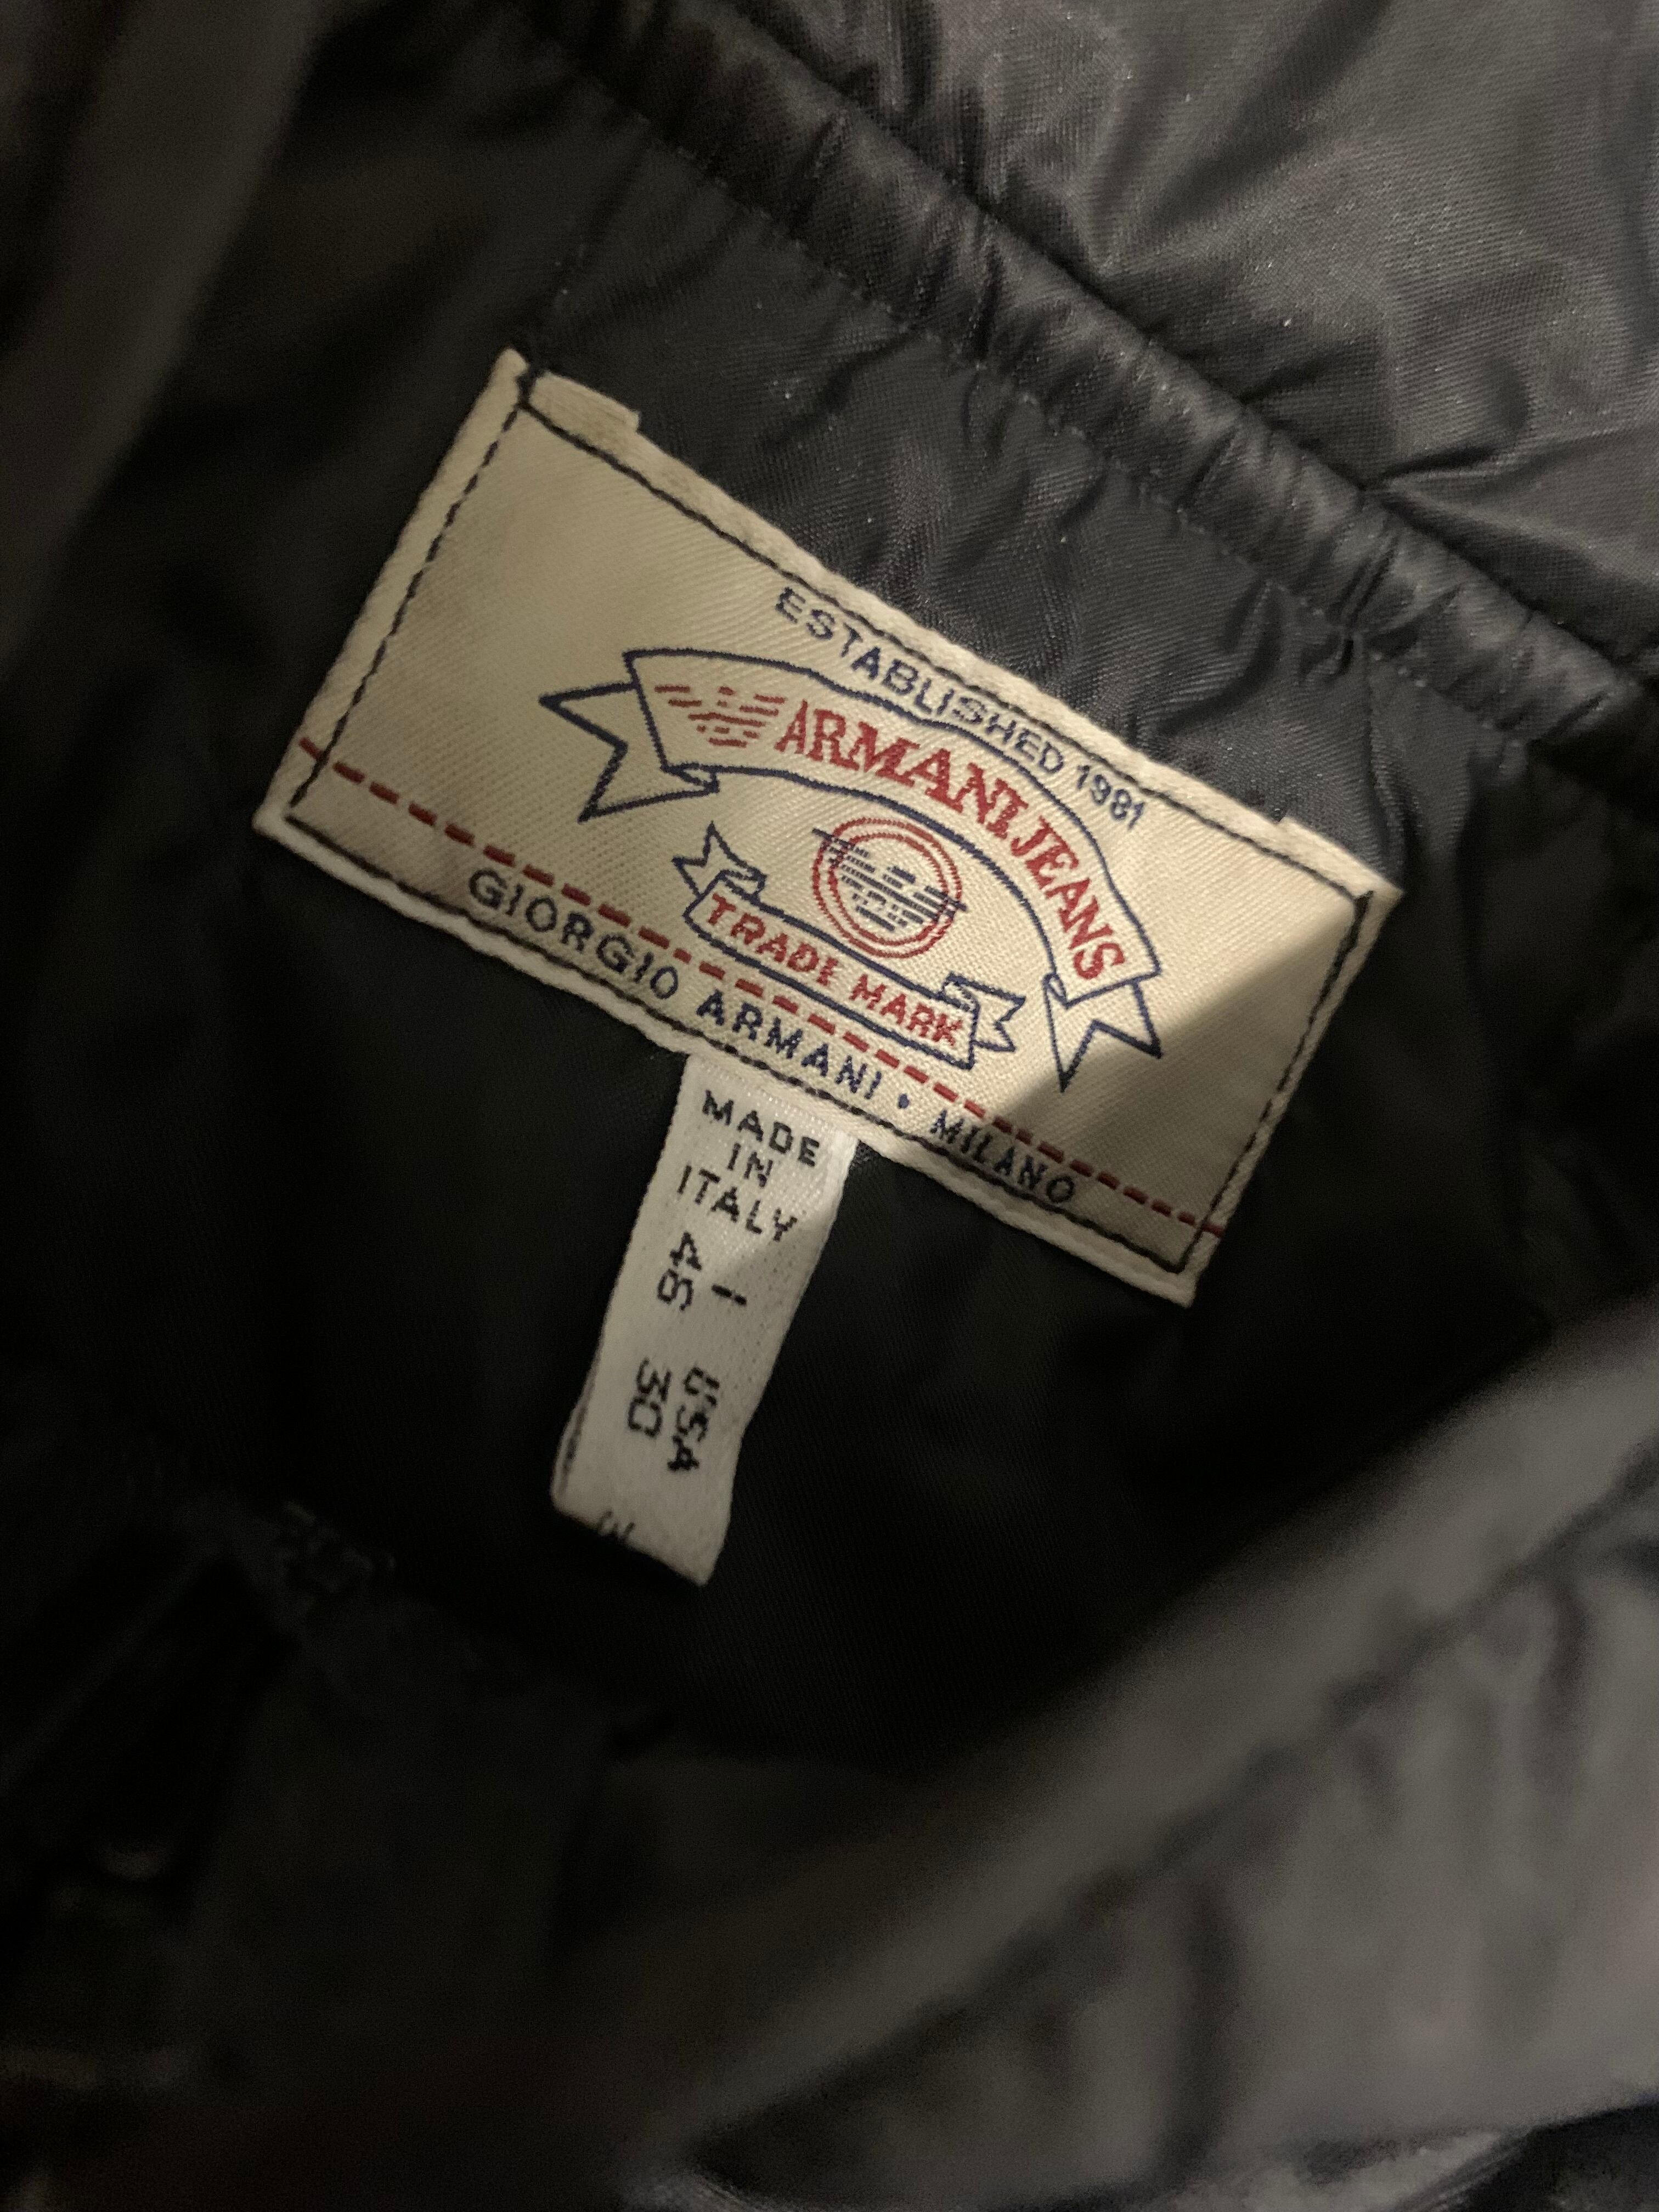 ESTABLISHED 1981
ARMANI JEANS
TRADE MARK
GIORGIO ARMANI • MILANO
MADE
IN
ITALY
I USA
46 30